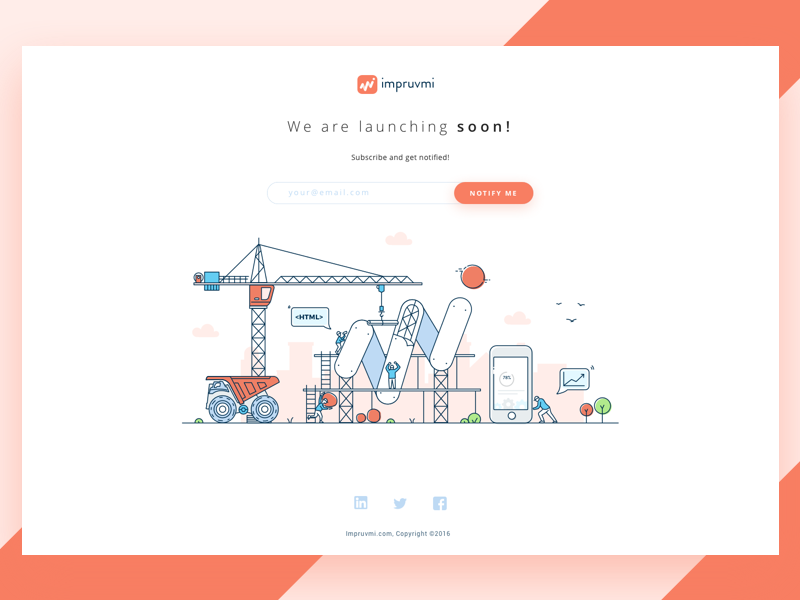 impruvmi
We are launching soon!
Subscribe and get notified!
your@email.com
NOTIFY ME
<HTML>
Impruvmi.com, Copyright ©2016